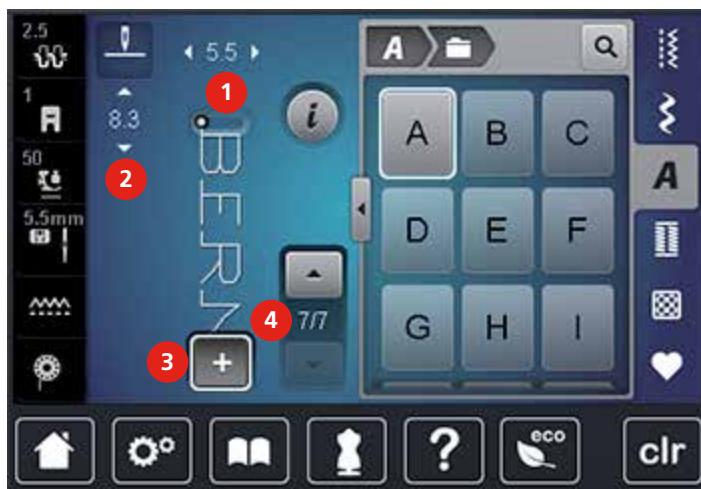 2.5
5.5
1
A
1
8.3
i
A B C
2
50
A
5.5mm
BERN
D E F
4
7/7
G H I
3
+
?
eco
clr